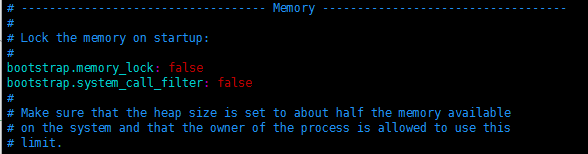 # ---------------------------------- Memory -----------------------------------
#
# Lock the memory on startup:
#
bootstrap.memory_lock: false
bootstrap.system_call_filter: false
#
# Make sure that the heap size is set to about half the memory available
# on the system and that the owner of the process is allowed to use this
# limit.